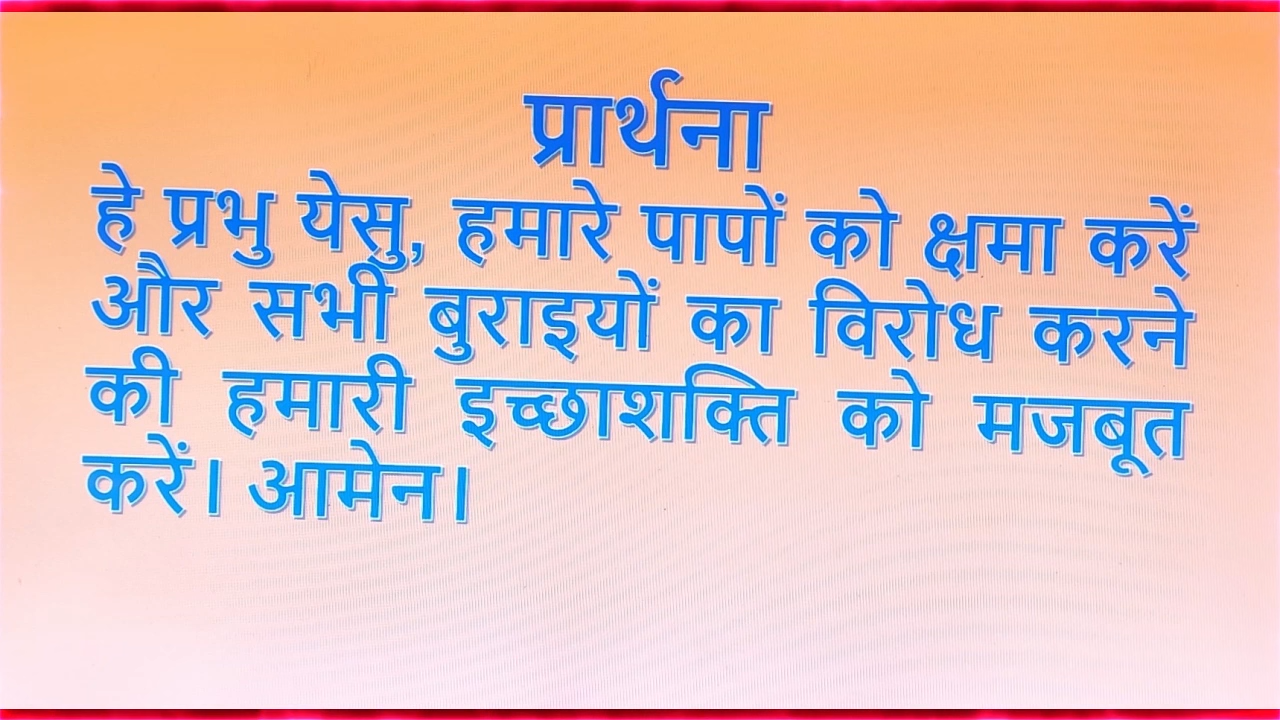 प्रार्थना
हे प्रभु येसु, हमारे पापों को क्षमा करें
और सभी बुराइयों का विरोध करने
की हमारी इच्छाशक्ति को मजबूत
करें। आमेन।